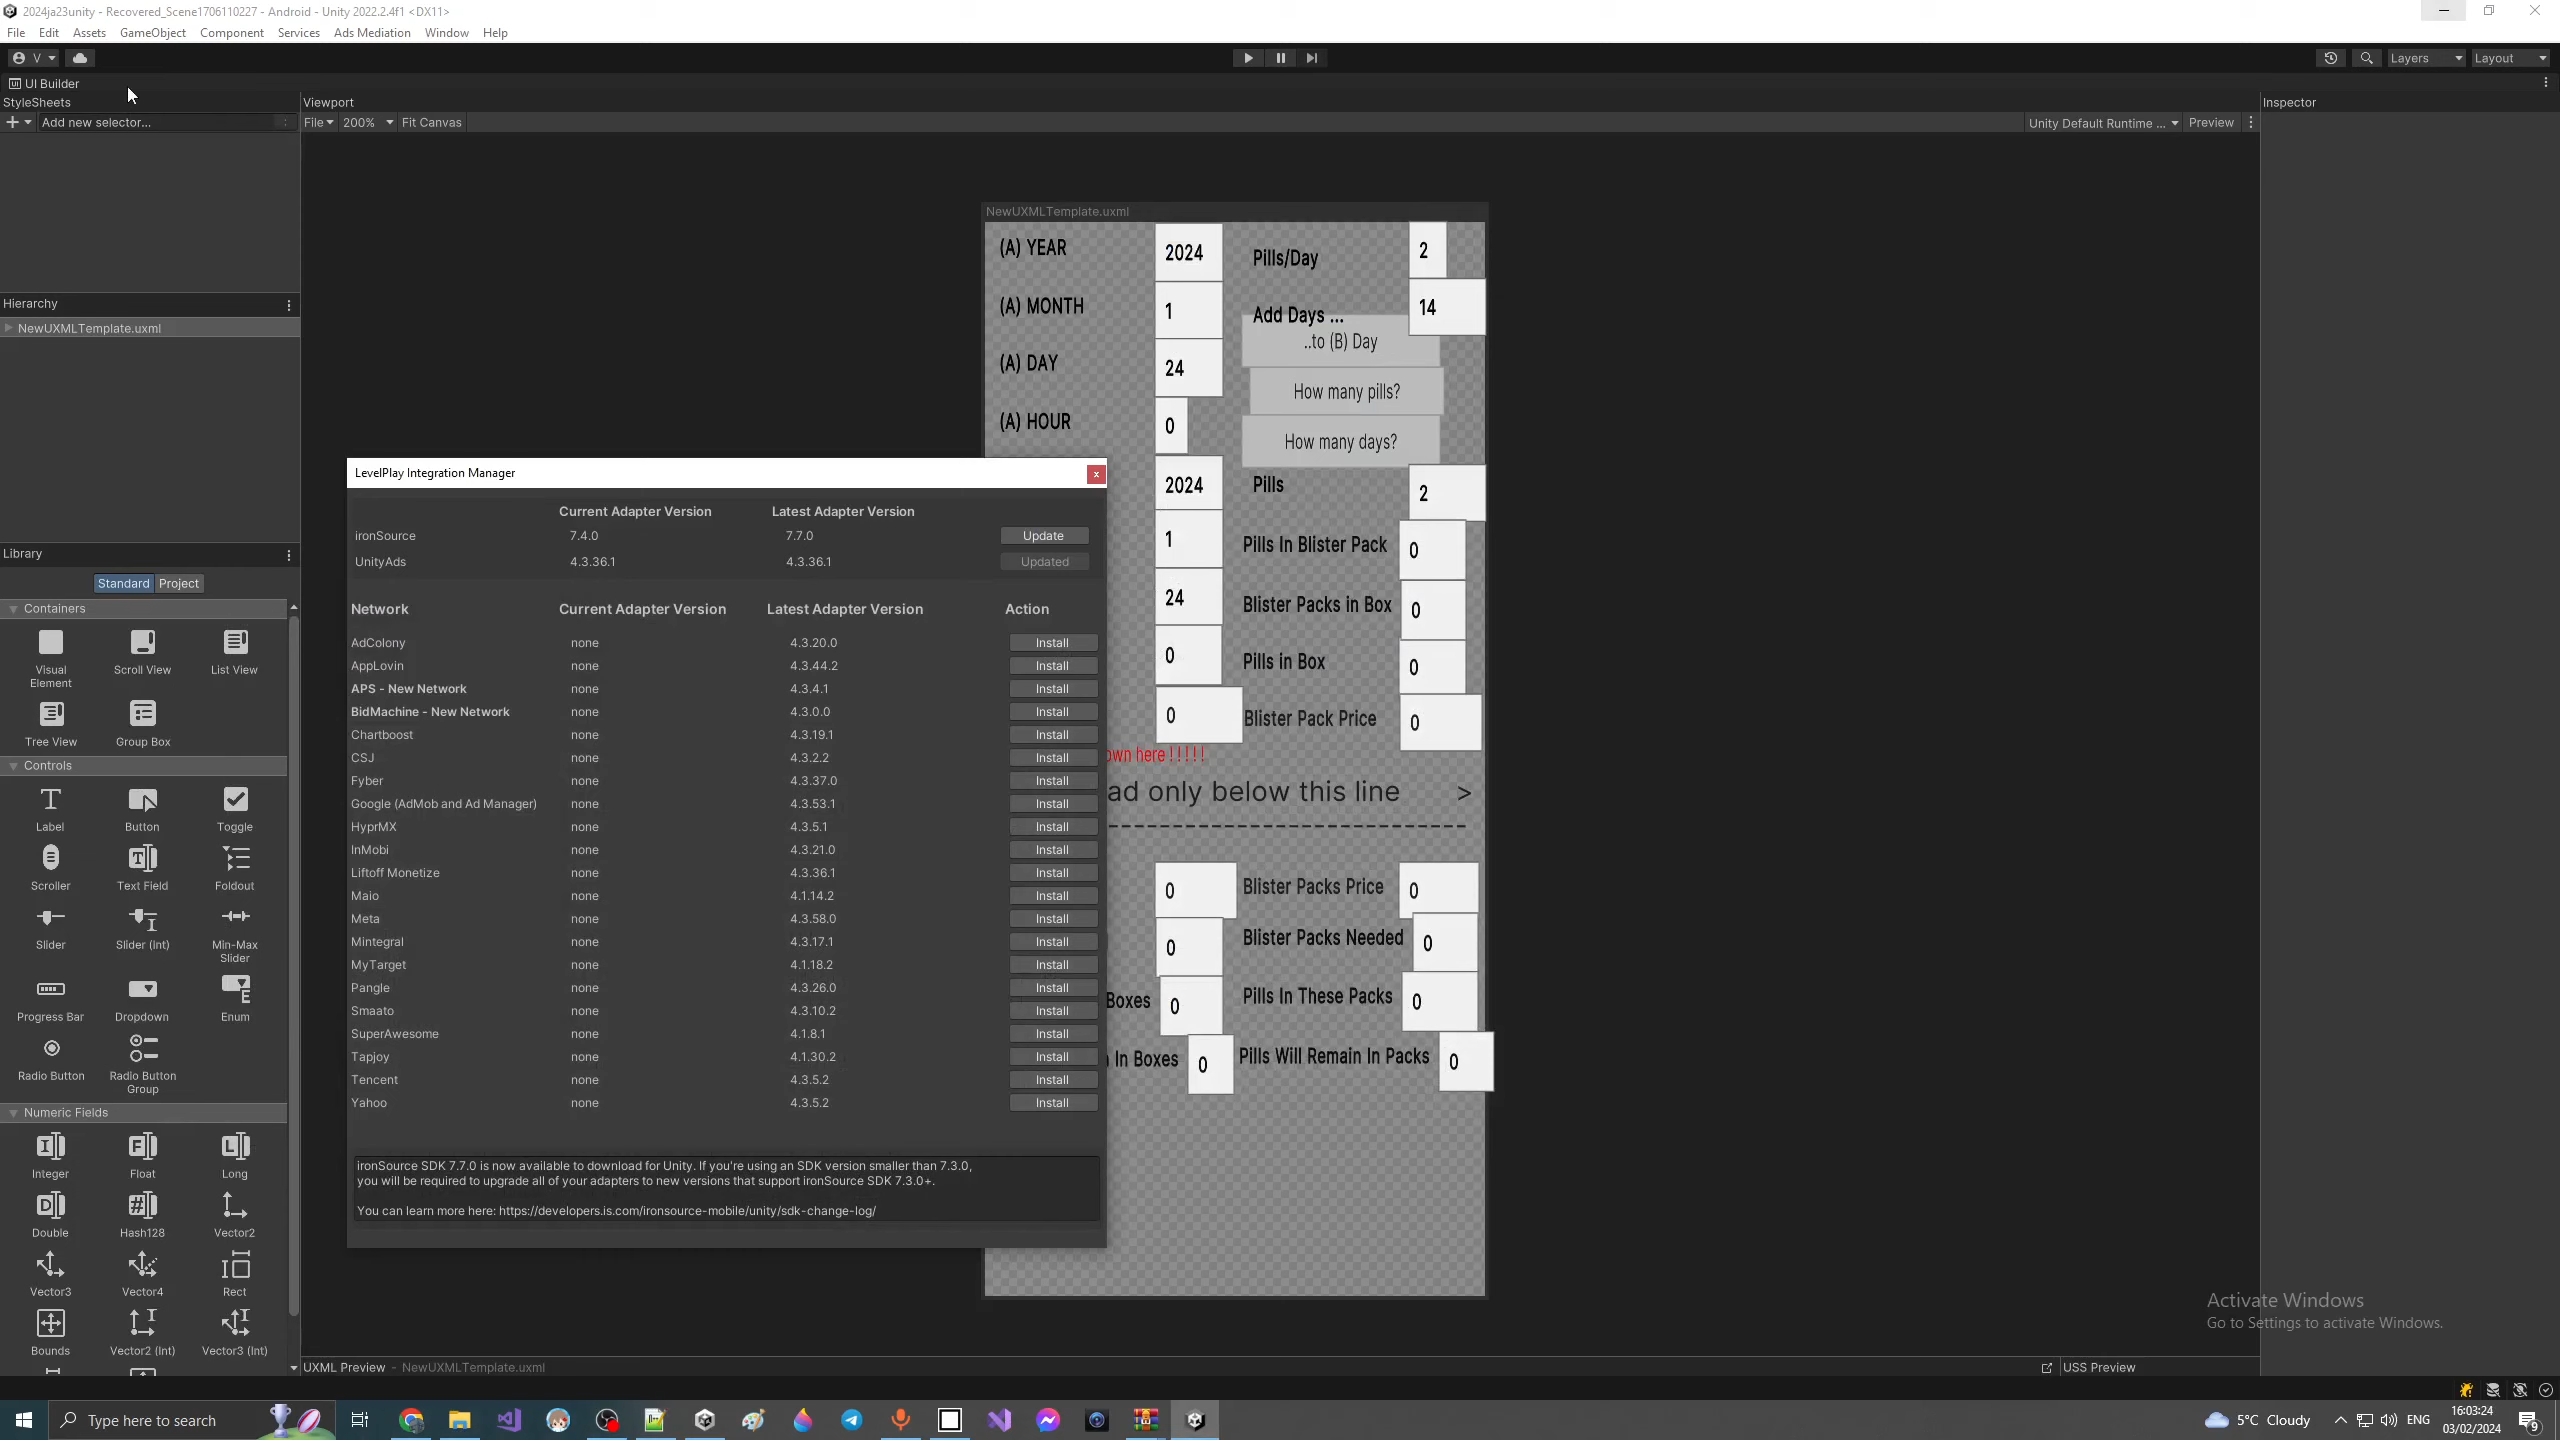 2024ja23unity - Recovered_Scene1706110227 - Android - Unity 2022.2.4f1 <DX11>
File Edit Assets GameObject Component Services Ads Mediation Window Help
V Layers Layout
UI Builder
StyleSheets
Viewport
Inspector
Add new selector...
File 200% Fit Canvas
Unity Default Runtime ... Preview
NewUXMLTemplate.uxml
(A) YEAR 2024 Pills/Day 2
(A) MONTH 1 Add Days ... 14
..to (B) Day
(A) DAY 24 How many pills?
(A) HOUR 0 How many days?
2024 Pills 2
1 Pills In Blister Pack 0
24 Blister Packs in Box 0
0 Pills in Box 0
0 Blister Pack Price 0
own here ! ! ! ! !
ad only below this line >
0 Blister Packs Price 0
0 Blister Packs Needed 0
Boxes 0 Pills In These Packs 0
In Boxes 0 Pills Will Remain In Packs 0
Hierarchy
NewUXMLTemplate.uxml
Library
Standard Project
Containers
Visual Element
Scroll View
List View
Tree View
Group Box
Controls
Label
Button
Toggle
Scroller
Text Field
Foldout
Slider
Slider (Int)
Min-Max Slider
Progress Bar
Dropdown
Enum
Radio Button
Radio Button Group
Numeric Fields
Integer
Float
Long
Double
Hash128
Vector2
Vector3
Vector4
Rect
Bounds
Vector2 (Int)
Vector3 (Int)
LevelPlay Integration Manager
x
Current Adapter Version Latest Adapter Version
ironSource 7.4.0 7.7.0 Update
UnityAds 4.3.36.1 4.3.36.1 Updated
Network Current Adapter Version Latest Adapter Version Action
AdColony none 4.3.20.0 Install
AppLovin none 4.3.44.2 Install
APS - New Network none 4.3.4.1 Install
BidMachine - New Network none 4.3.0.0 Install
Chartboost none 4.3.19.1 Install
CSJ none 4.3.2.2 Install
Fyber none 4.3.37.0 Install
Google (AdMob and Ad Manager) none 4.3.53.1 Install
HyprMX none 4.3.5.1 Install
InMobi none 4.3.21.0 Install
Liftoff Monetize none 4.3.36.1 Install
Maio none 4.1.14.2 Install
Meta none 4.3.58.0 Install
Mintegral none 4.3.17.1 Install
MyTarget none 4.1.18.2 Install
Pangle none 4.3.26.0 Install
Smaato none 4.3.10.2 Install
SuperAwesome none 4.1.8.1 Install
Tapjoy none 4.1.30.2 Install
Tencent none 4.3.5.2 Install
Yahoo none 4.3.5.2 Install
ironSource SDK 7.7.0 is now available to download for Unity. If you're using an SDK version smaller than 7.3.0,
you will be required to upgrade all of your adapters to new versions that support ironSource SDK 7.3.0+.
You can learn more here: https://developers.is.com/ironsource-mobile/unity/sdk-change-log/
Activate Windows
Go to Settings to activate Windows.
UXML Preview - NewUXMLTemplate.uxml
USS Preview
Type here to search
5°C Cloudy
ENG
16:03:24
03/02/2024
9